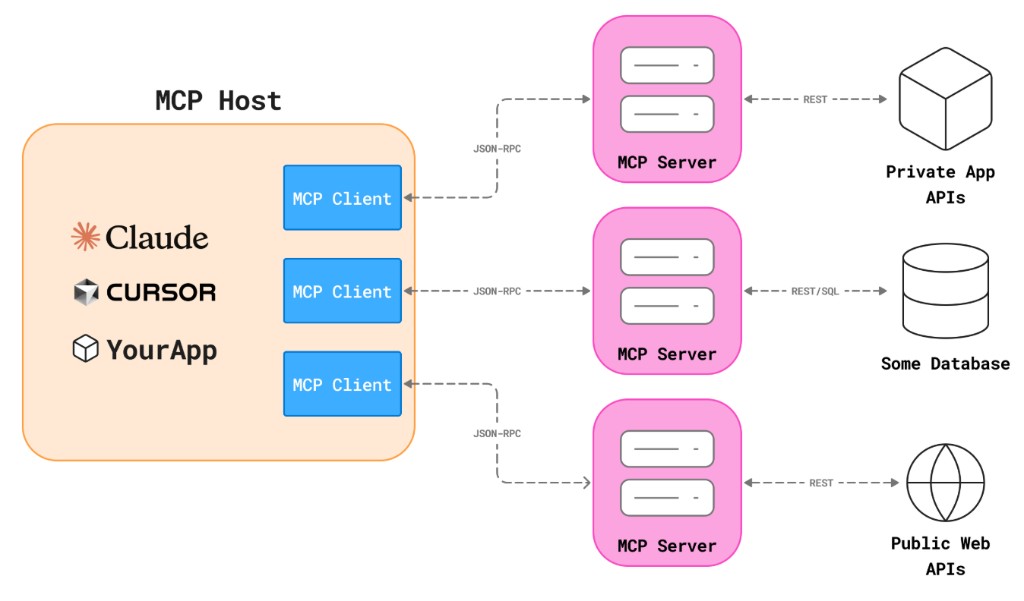 MCP Host
Claude
CURSOR
YourApp
MCP Client
MCP Client
MCP Client
JSON-RPC
JSON-RPC
JSON-RPC
MCP Server
MCP Server
MCP Server
REST
REST/SQL
REST
Private App
APIs
Some Database
Public Web
APIs